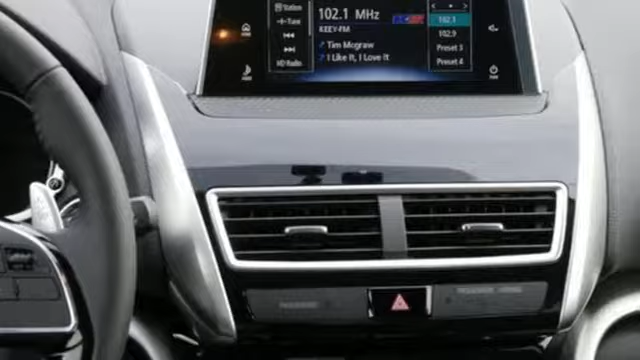 Station
102.1 MHz
102.1
Tune
KEEY-FM
102.9
Tim Mcgraw
Preset 3
HD Radio
I Like It, I Love It
Preset 4